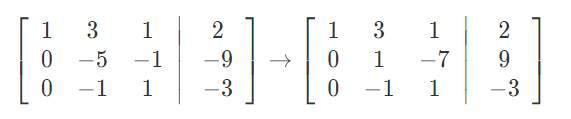 [ 1 3 1 | 2 ] [ 1 3 1 | 2 ]
[ 0 −5 −1 | −9 ] → [ 0 1 −7 | 9 ]
[ 0 −1 1 | −3 ] [ 0 −1 1 | −3 ]